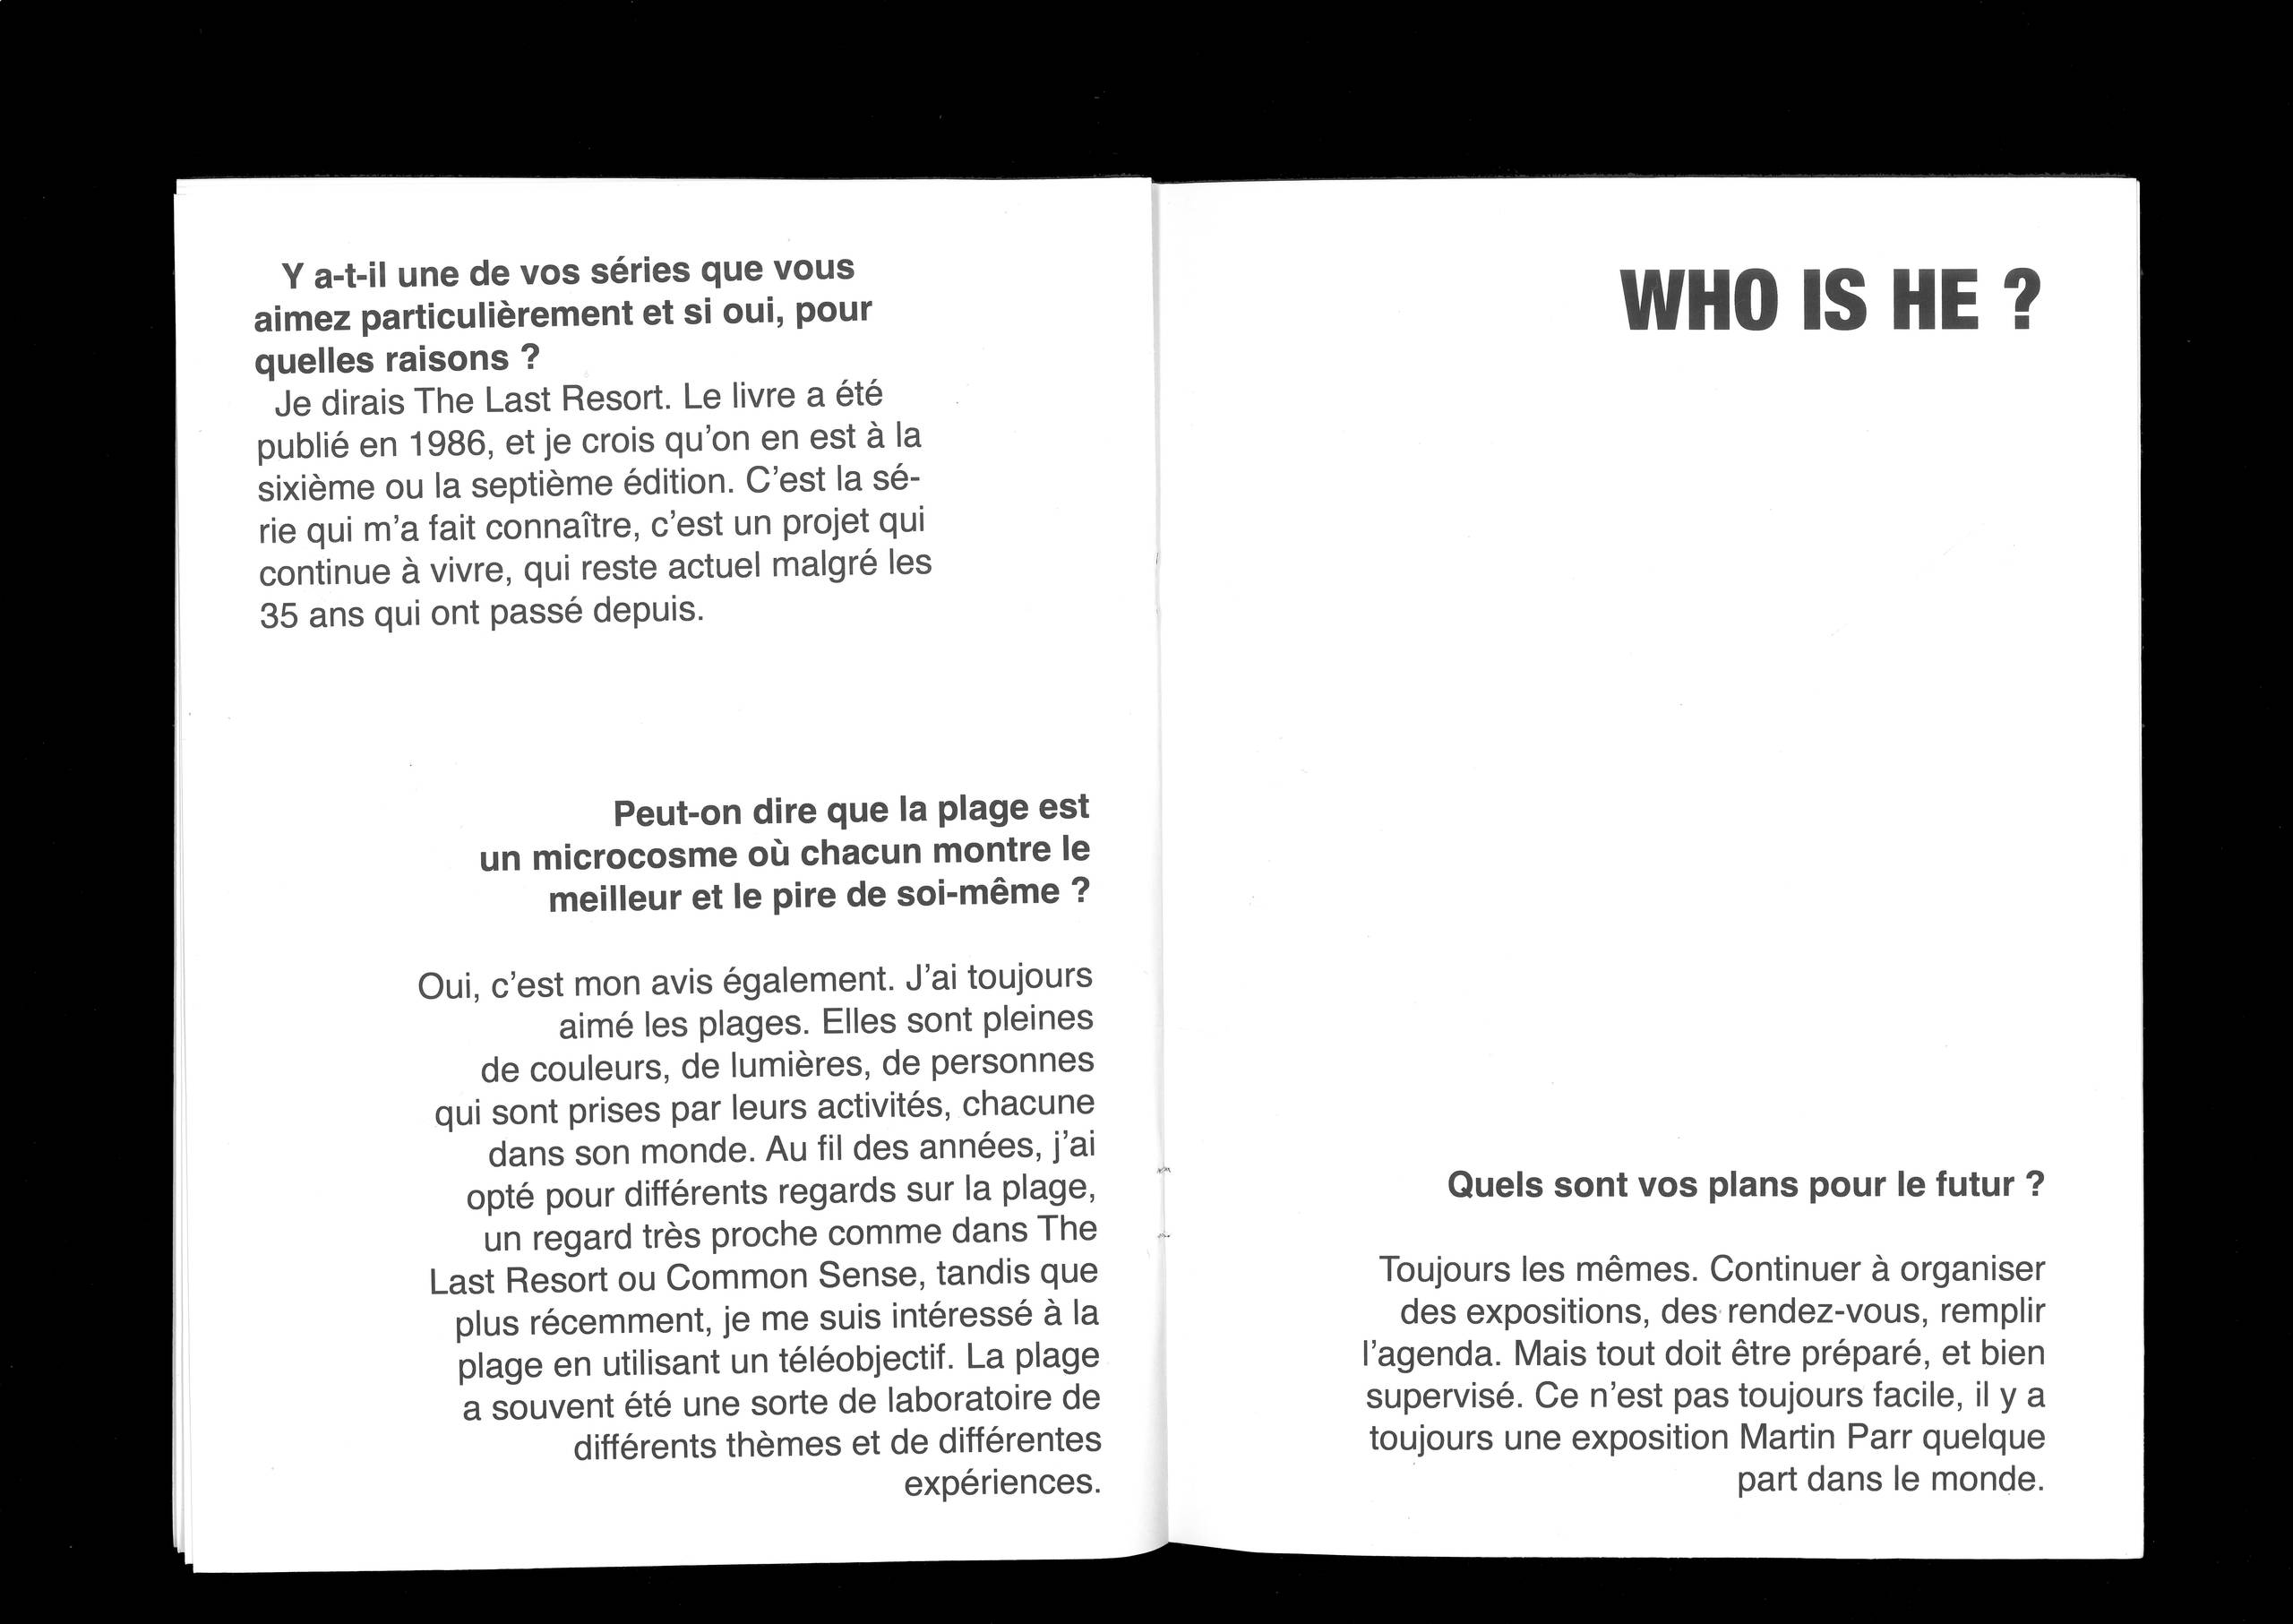 Y a-t-il une de vos séries que vous
aimez particulièrement et si oui, pour
quelles raisons ?
Je dirais The Last Resort. Le livre a été
publié en 1986, et je crois qu’on en est à la
sixième ou la septième édition. C’est la sé-
rie qui m’a fait connaître, c’est un projet qui
continue à vivre, qui reste actuel malgré les
35 ans qui ont passé depuis.
Peut-on dire que la plage est
un microcosme où chacun montre le
meilleur et le pire de soi-même ?
Oui, c’est mon avis également. J’ai toujours
aimé les plages. Elles sont pleines
de couleurs, de lumières, de personnes
qui sont prises par leurs activités, chacune
dans son monde. Au fil des années, j’ai
opté pour différents regards sur la plage,
un regard très proche comme dans The
Last Resort ou Common Sense, tandis que
plus récemment, je me suis intéressé à la
plage en utilisant un téléobjectif. La plage
a souvent été une sorte de laboratoire de
différents thèmes et de différentes
expériences.
WHO IS HE ?
Quels sont vos plans pour le futur ?
Toujours les mêmes. Continuer à organiser
des expositions, des rendez-vous, remplir
l’agenda. Mais tout doit être préparé, et bien
supervisé. Ce n’est pas toujours facile, il y a
toujours une exposition Martin Parr quelque
part dans le monde.